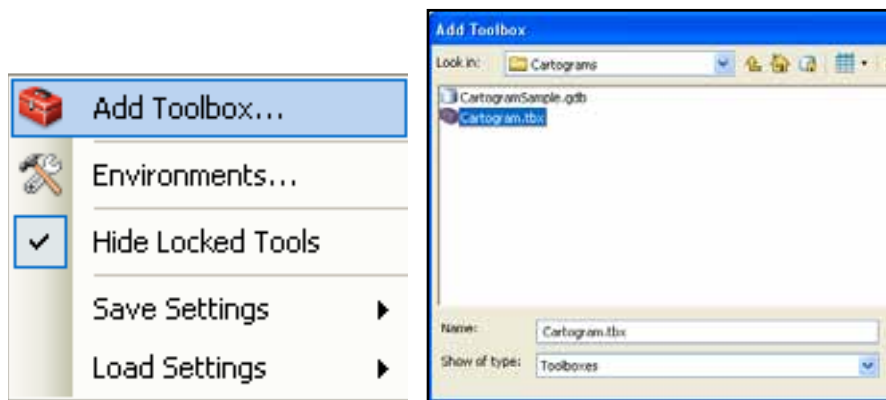 Add Toolbox...
Environments...
Hide Locked Tools
Save Settings
Load Settings
Add Toolbox
Look in: Cartograms
CartogramSample.gdb
Cartogram.tbx
Name: Cartogram.tbx
Show of type: Toolboxes